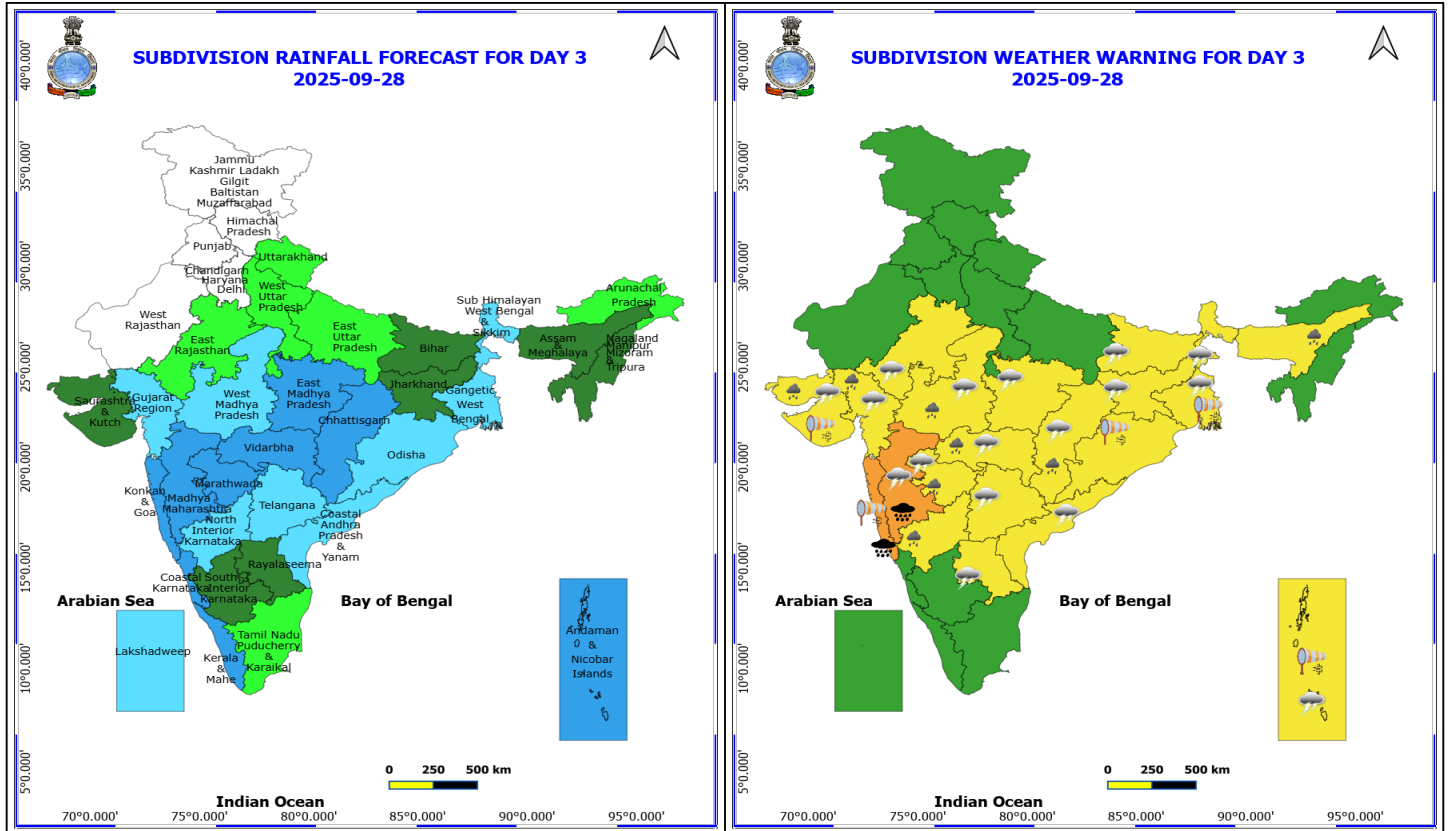 SUBDIVISION RAINFALL FORECAST FOR DAY 3
2025-09-28
40°0.000'
35°0.000'
30°0.000'
25°0.000'
20°0.000'
15°0.000'
10°0.000'
5°0.000'
Jammu
Kashmir Ladakh
Gilgit
Baltistan
Muzaffarabad
Himachal
Pradesh
Punjab
Uttarakhand
Chandigarh
Haryana
Delhi
West
Uttar
Pradesh
West
Rajasthan
East
Rajasthan
East
Uttar
Pradesh
Sub Himalayan
West Bengal
&
Sikkim
Arunachal
Pradesh
Bihar
Assam
&
Meghalaya
Nagaland
Manipur
Mizoram
&
Tripura
Jharkhand
Saurashtra
&
Kutch
Gujarat
Region
West
Madhya
Pradesh
East
Madhya
Pradesh
Gangetic
West
Bengal
Chhattisgarh
Vidarbha
Odisha
Konkan
&
Goa
Madhya
Maharashtra
Marathwada
Telangana
North
Interior
Karnataka
Coastal
Andhra
Pradesh
&
Yanam
Rayalaseema
Coastal
Karnataka
South
Interior
Karnataka
Arabian Sea
Bay of Bengal
Lakshadweep
Tamil Nadu
Puducherry
&
Karaikal
Kerala
&
Mahe
Andaman
&
Nicobar
Islands
0 250 500 km
Indian Ocean
70°0.000' 75°0.000' 80°0.000' 85°0.000' 90°0.000' 95°0.000'
SUBDIVISION WEATHER WARNING FOR DAY 3
2025-09-28
40°0.000'
35°0.000'
30°0.000'
25°0.000'
20°0.000'
15°0.000'
10°0.000'
5°0.000'
Arabian Sea
Bay of Bengal
0 250 500 km
Indian Ocean
70°0.000' 75°0.000' 80°0.000' 85°0.000' 90°0.000' 95°0.000'